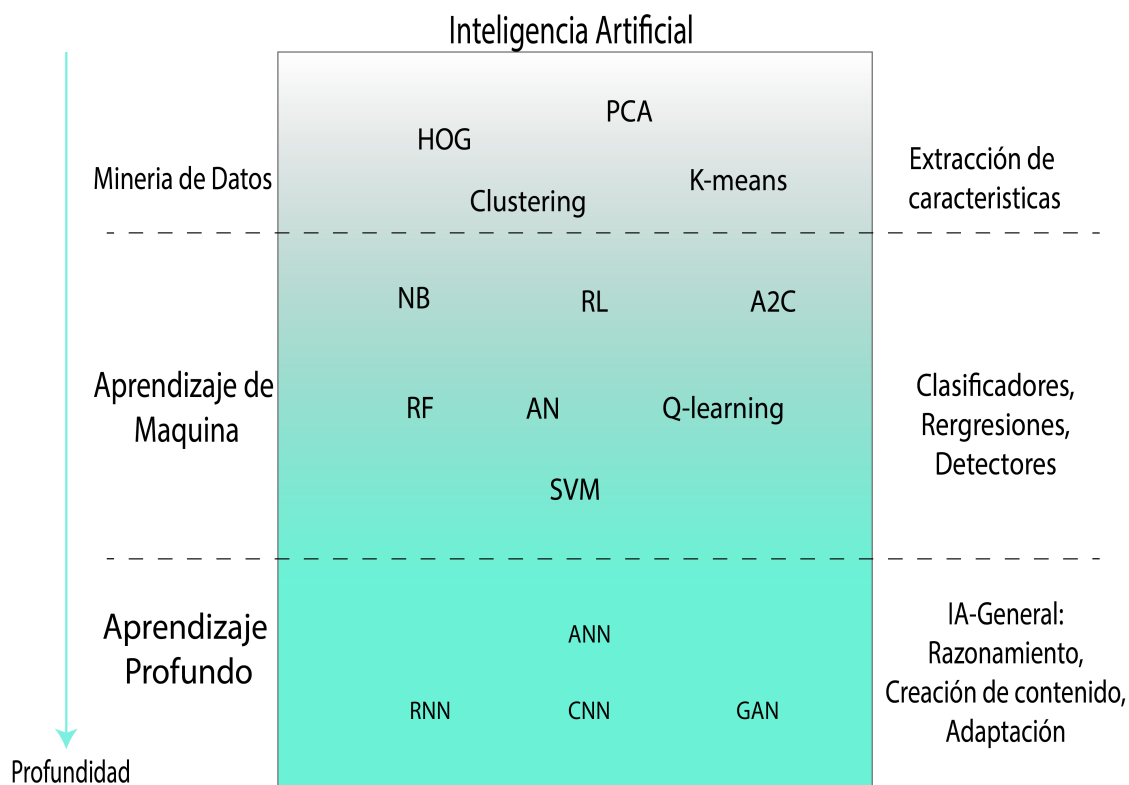 Inteligencia Artificial
PCA
HOG
Mineria de Datos
K-means
Clustering
Extracción de
caracteristicas
NB
RL
A2C
Aprendizaje de
Maquina
RF
AN
Q-learning
SVM
Clasificadores,
Rergresiones,
Detectores
Aprendizaje
Profundo
ANN
RNN
CNN
GAN
IA-General:
Razonamiento,
Creación de contenido,
Adaptación
Profundidad